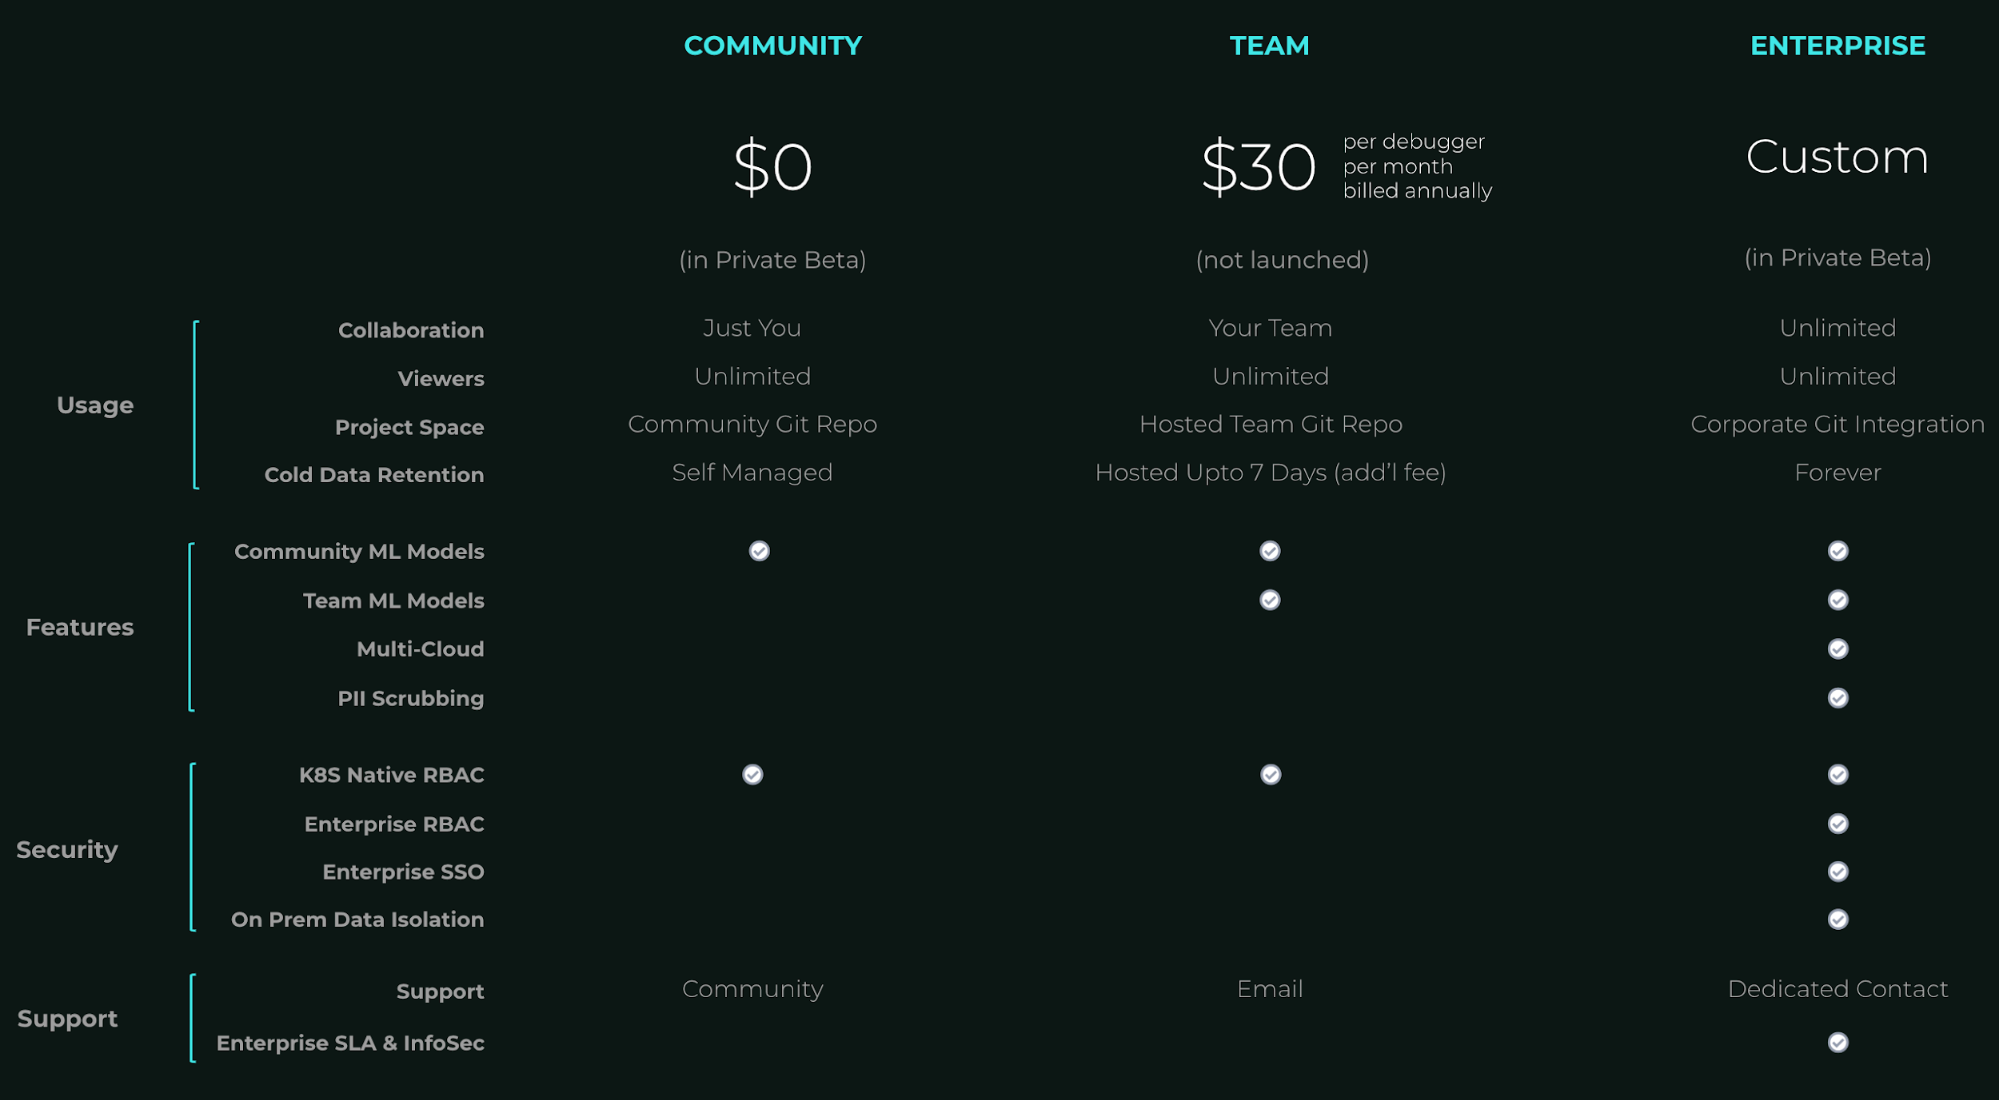 COMMUNITY TEAM ENTERPRISE
$0 $30 per debugger Custom
per month
billed annually
(in Private Beta) (not launched) (in Private Beta)
Usage
Collaboration Just You Your Team Unlimited
Viewers Unlimited Unlimited Unlimited
Project Space Community Git Repo Hosted Team Git Repo Corporate Git Integration
Cold Data Retention Self Managed Hosted Upto 7 Days (add'l fee) Forever
Features
Community ML Models
Team ML Models
Multi-Cloud
PII Scrubbing
Security
K8S Native RBAC
Enterprise RBAC
Enterprise SSO
On Prem Data Isolation
Support
Support Community Email Dedicated Contact
Enterprise SLA & InfoSec